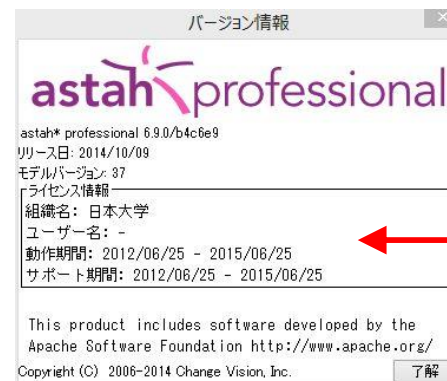 バージョン情報
astah professional
astah* professional 6.9.0/b4c6e9
リリース日: 2014/10/09
モデルバージョン: 37
ライセンス情報
組織名: 日本大学
ユーザー名: -
動作期間: 2012/06/25 - 2015/06/25
サポート期間: 2012/06/25 - 2015/06/25
This product includes software developed by the
Apache Software Foundation http://www.apache.org/
Copyright (C) 2006-2014 Change Vision, Inc.
了解